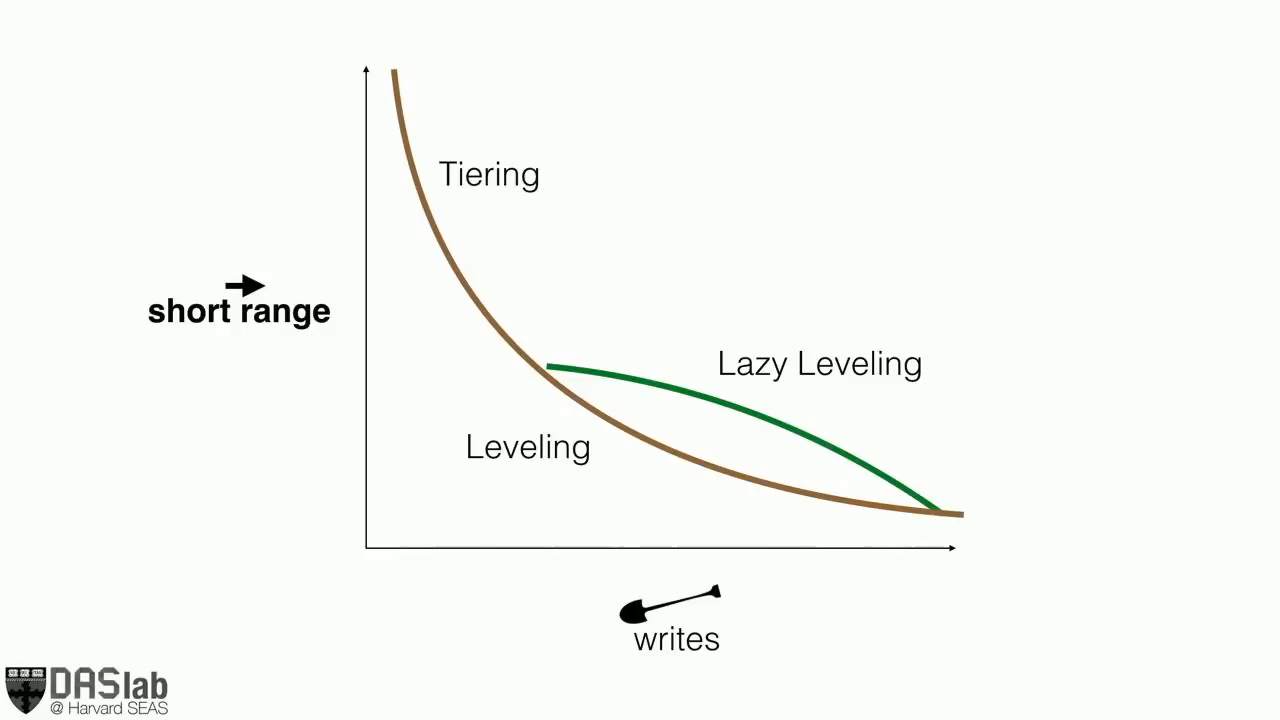 Tiering
short range
Lazy Leveling
Leveling
writes
DASlab
@ Harvard SEAS